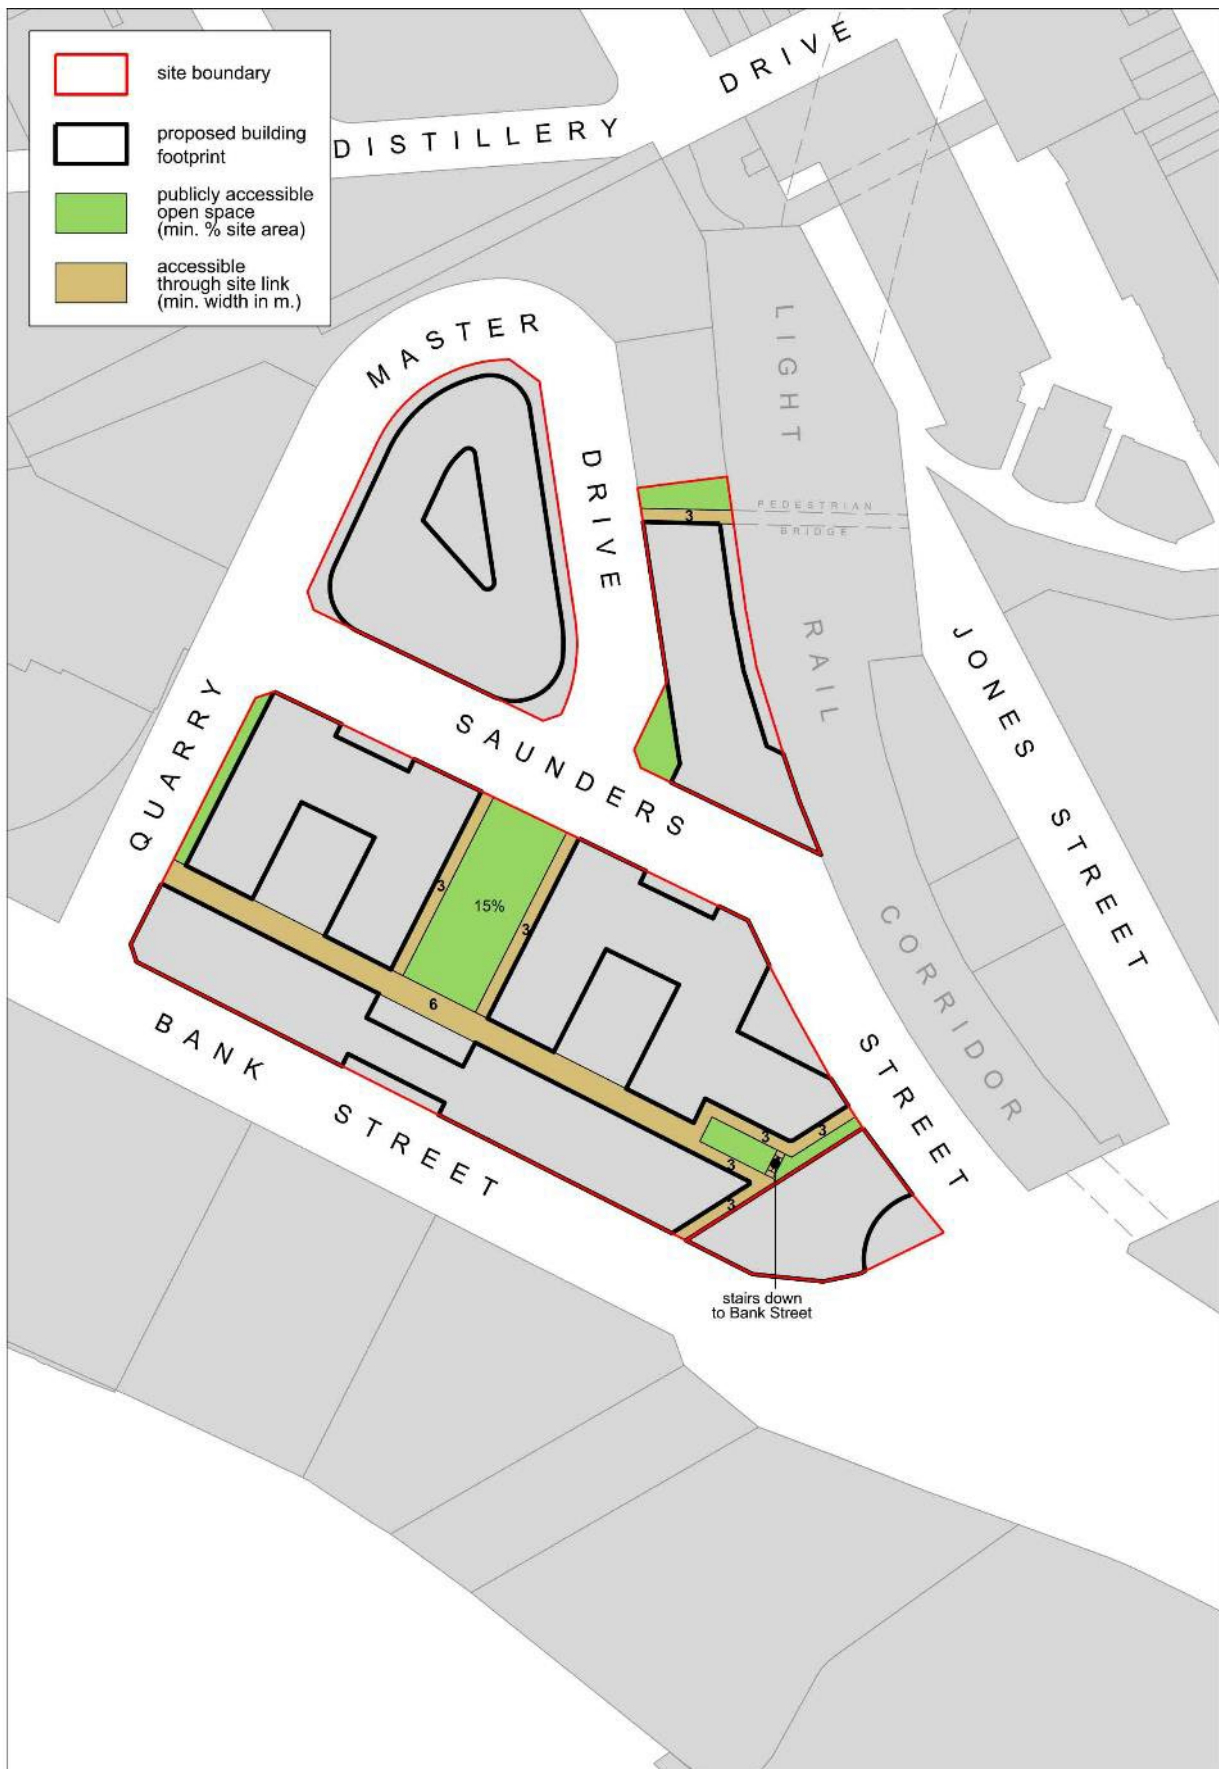 site boundary
proposed building
footprint
publicly accessible
open space
(min. % site area)
accessible
through site link
(min. width in m.)
DISTILLERY
DRIVE
MASTER
DRIVE
LIGHT
RAIL
CORRIDOR
PEDESTRIAN
BRIDGE
3
JONES
STREET
QUARRY
SAUNDERS
STREET
3
15%
3
6
BANK
STREET
3
3
3
3
stairs down
to Bank Street